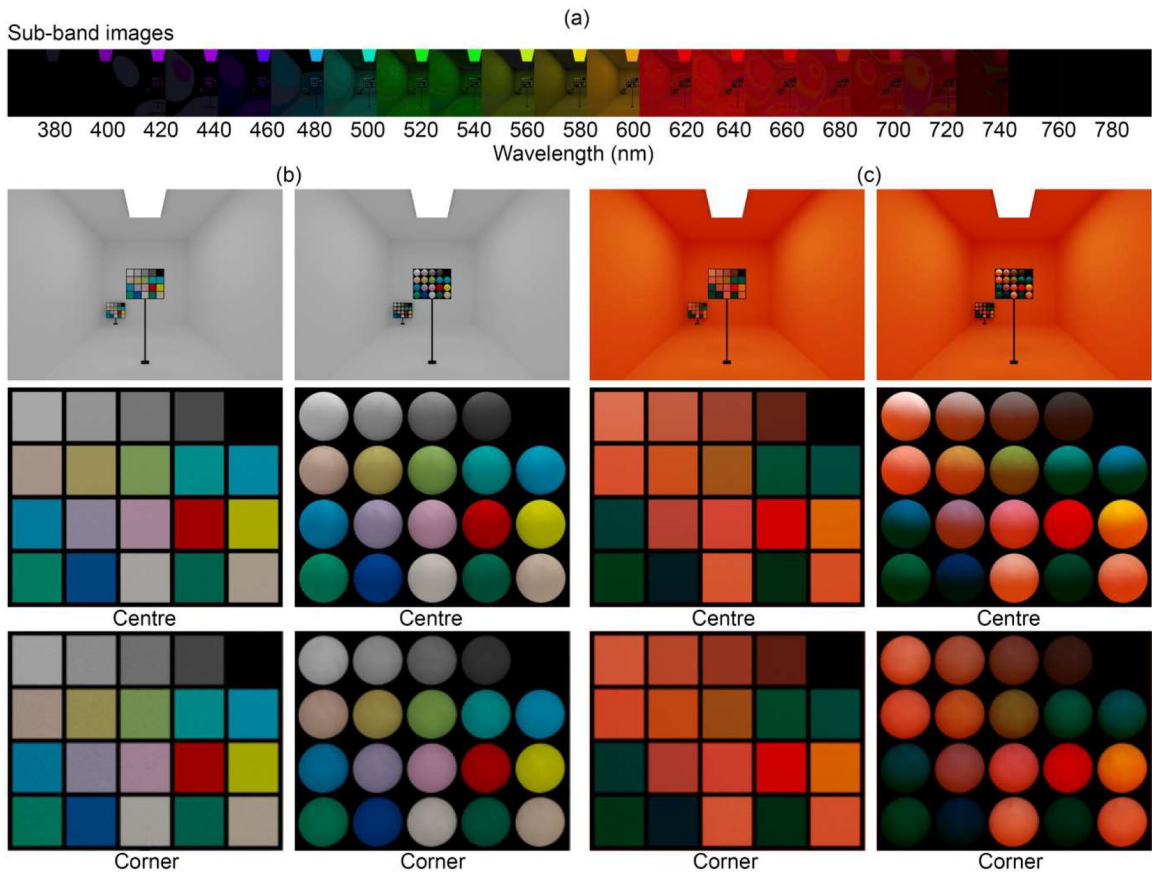 (a)
Sub-band images
380 400 420 440 460 480 500 520 540 560 580 600 620 640 660 680 700 720 740 760 780
Wavelength (nm)
(b) (c)
Centre Centre Centre Centre
Corner Corner Corner Corner